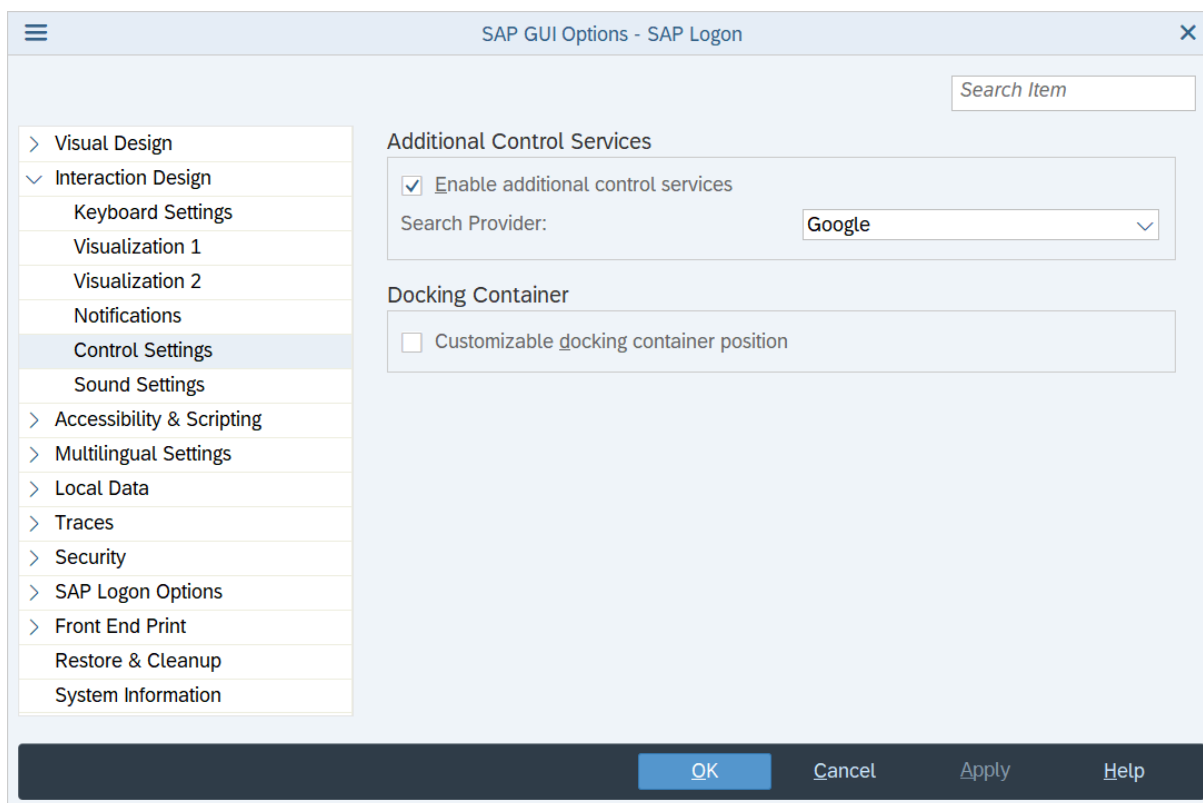 SAP GUI Options - SAP Logon
Search Item
Visual Design
Interaction Design
Keyboard Settings
Visualization 1
Visualization 2
Notifications
Control Settings
Sound Settings
Accessibility & Scripting
Multilingual Settings
Local Data
Traces
Security
SAP Logon Options
Front End Print
Restore & Cleanup
System Information
Additional Control Services
Enable additional control services
Search Provider: Google
Docking Container
Customizable docking container position
OK Cancel Apply Help